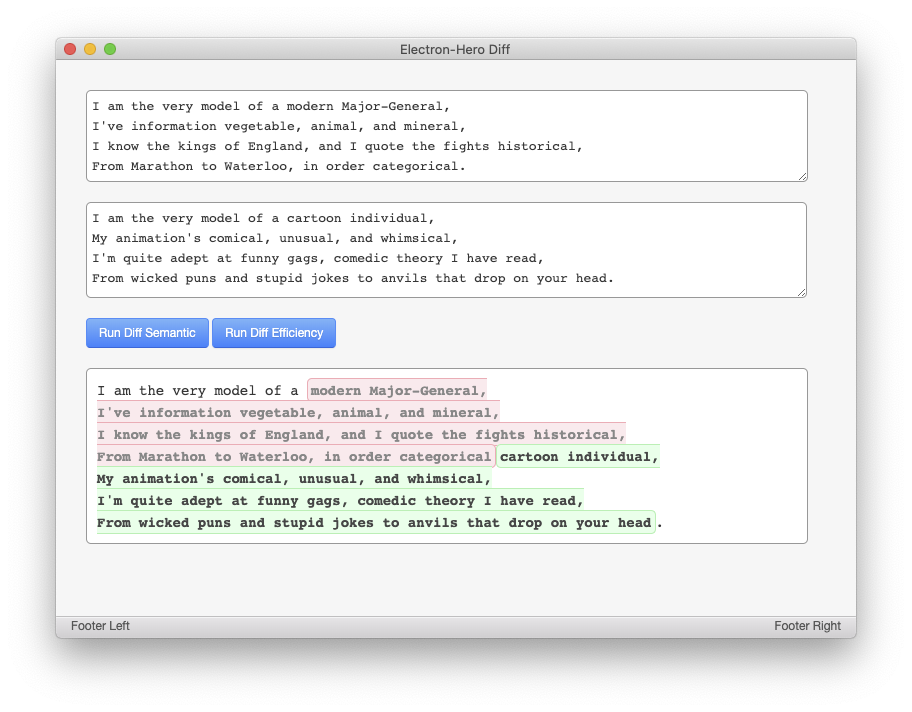 Electron-Hero Diff
I am the very model of a modern Major-General,
I've information vegetable, animal, and mineral,
I know the kings of England, and I quote the fights historical,
From Marathon to Waterloo, in order categorical.
I am the very model of a cartoon individual,
My animation's comical, unusual, and whimsical,
I'm quite adept at funny gags, comedic theory I have read,
From wicked puns and stupid jokes to anvils that drop on your head.
Run Diff Semantic Run Diff Efficiency
I am the very model of a modern Major-General,
I've information vegetable, animal, and mineral,
I know the kings of England, and I quote the fights historical,
From Marathon to Waterloo, in order categorical cartoon individual,
My animation's comical, unusual, and whimsical,
I'm quite adept at funny gags, comedic theory I have read,
From wicked puns and stupid jokes to anvils that drop on your head.
Footer Left Footer Right